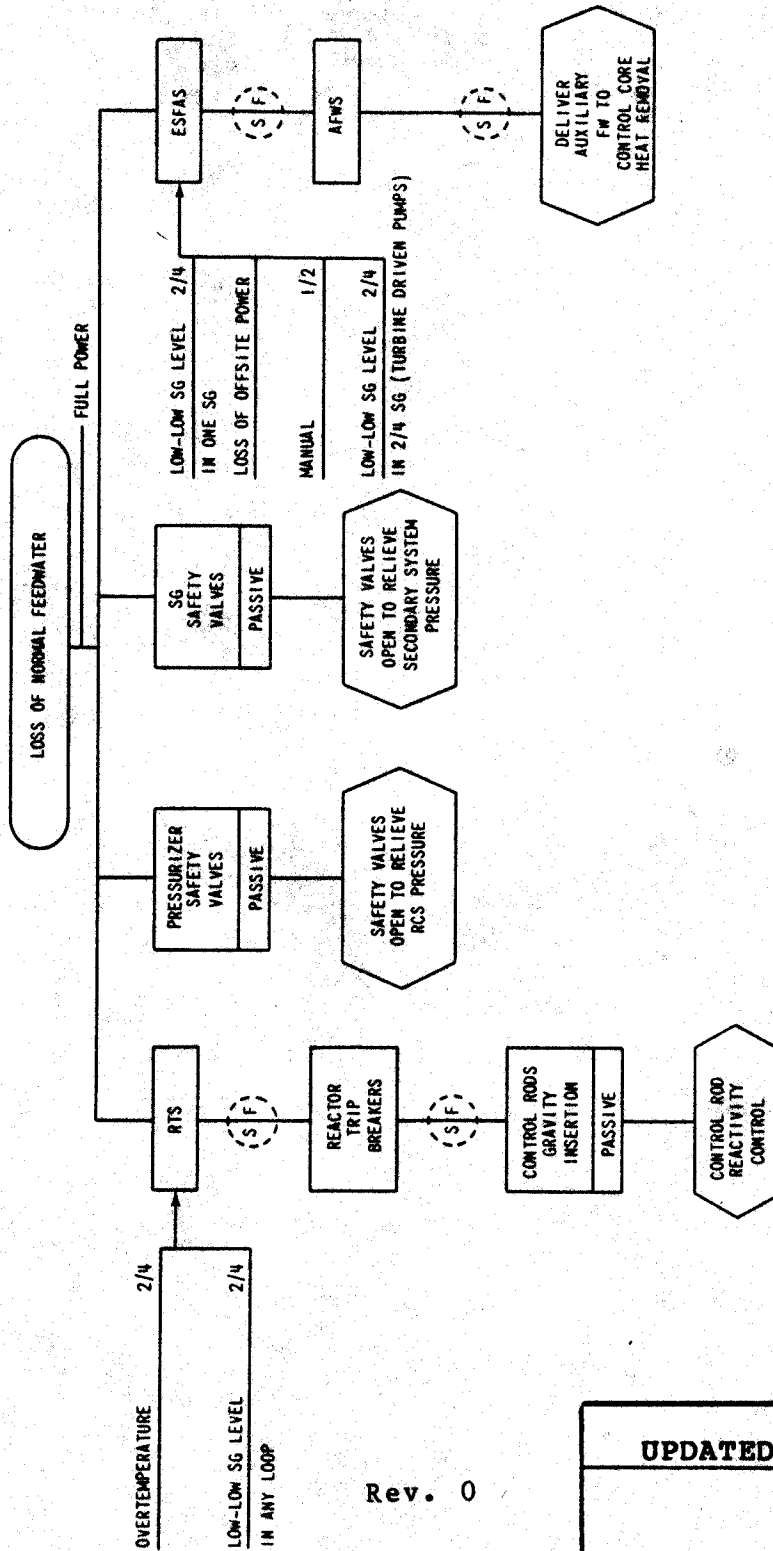 LOSS OF NORMAL FEEDWATER
FULL POWER
OVERTEMPERATURE 2/4
LOW-LOW SG LEVEL 2/4
IN ANY LOOP
RTS
S F
REACTOR
TRIP
BREAKERS
S F
CONTROL RODS
GRAVITY
INSERTION
PASSIVE
CONTROL ROD
REACTIVITY
CONTROL
PRESSURIZER
SAFETY
VALVES
PASSIVE
SAFETY VALVES
OPEN TO RELIEVE
RCS PRESSURE
SG
SAFETY
VALVES
PASSIVE
SAFETY VALVES
OPEN TO RELIEVE
SECONDARY SYSTEM
PRESSURE
LOW-LOW SG LEVEL 2/4
IN ONE SG
LOSS OF OFFSITE POWER
MANUAL 1/2
LOW-LOW SG LEVEL 2/4
IN 2/4 SG (TURBINE DRIVEN PUMPS)
ESFAS
S F
AFWS
S F
DELIVER
AUXILIARY
FW TO
CONTROL CORE
HEAT REMOVAL
Rev. 0
UPDATED